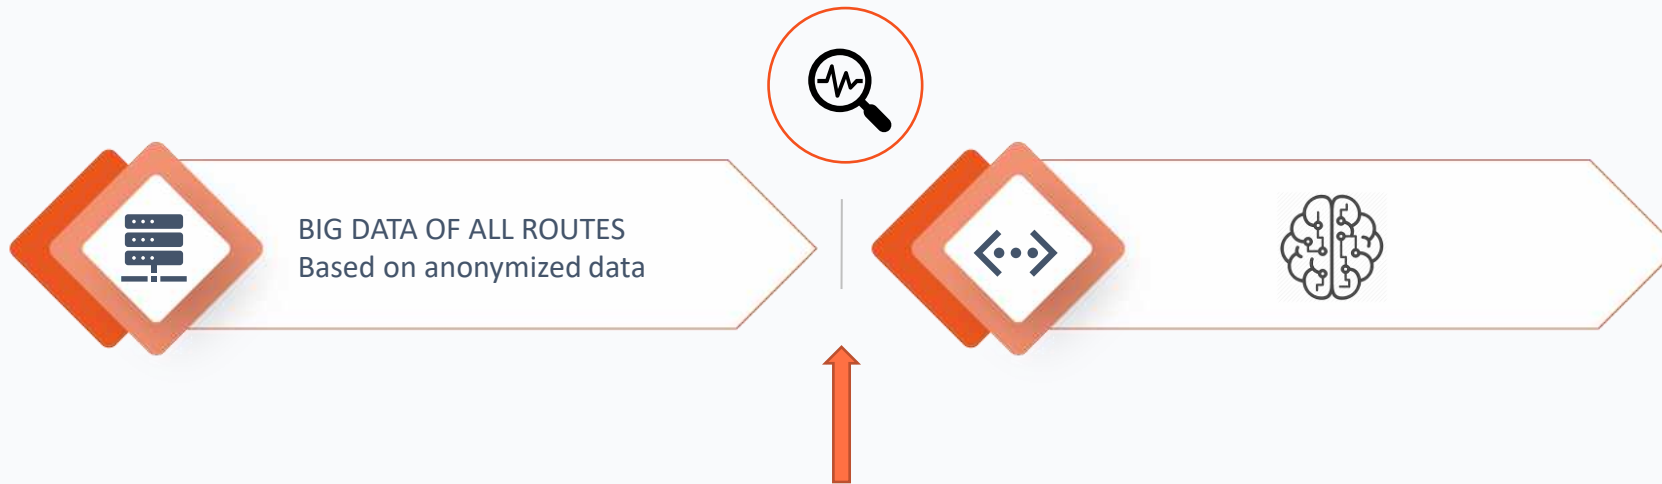 BIG DATA OF ALL ROUTES
Based on anonymized data